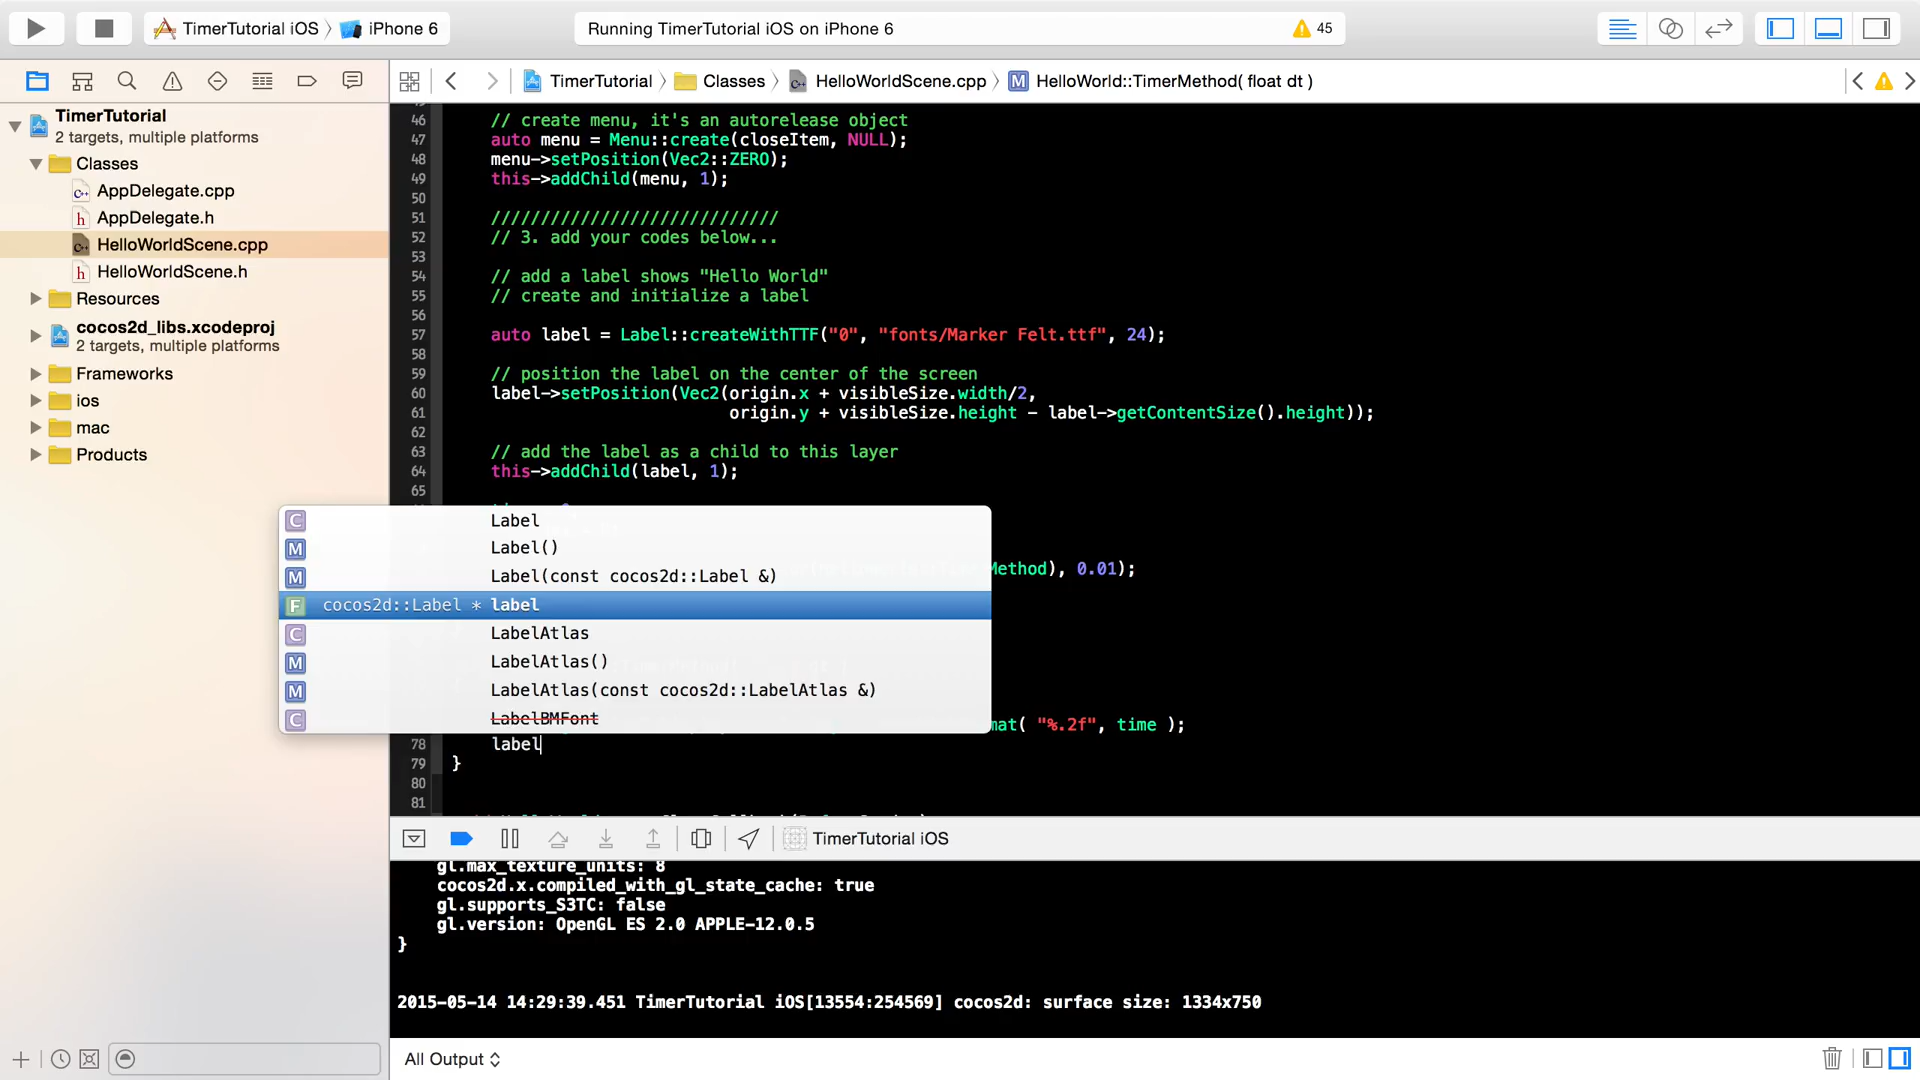 TimerTutorial iOS
iPhone 6
Running TimerTutorial iOS on iPhone 6
45
TimerTutorial
Classes
HelloWorldScene.cpp
M HelloWorld::TimerMethod( float dt )
TimerTutorial
2 targets, multiple platforms
Classes
AppDelegate.cpp
AppDelegate.h
HelloWorldScene.cpp
HelloWorldScene.h
Resources
cocos2d_libs.xcodeproj
2 targets, multiple platforms
Frameworks
ios
mac
Products
46 // create menu, it's an autorelease object
47 auto menu = Menu::create(closeItem, NULL);
48 menu->setPosition(Vec2::ZERO);
49 this->addChild(menu, 1);
50
51 /////////////////////////////
52 // 3. add your codes below...
53
54 // add a label shows "Hello World"
55 // create and initialize a label
56
57 auto label = Label::createWithTTF("0", "fonts/Marker Felt.ttf", 24);
58
59 // position the label on the center of the screen
60 label->setPosition(Vec2(origin.x + visibleSize.width/2,
61 origin.y + visibleSize.height - label->getContentSize().height));
62
63 // add the label as a child to this layer
64 this->addChild(label, 1);
65
C Label
M Label()
M Label(const cocos2d::Label &)
F cocos2d::Label * label
C LabelAtlas
M LabelAtlas()
M LabelAtlas(const cocos2d::LabelAtlas &)
C LabelBMFont
Method), 0.01);
mat( "%.2f", time );
78 label
79 }
80
81
TimerTutorial iOS
gl.max_texture_units: 8
cocos2d.x.compiled_with_gl_state_cache: true
gl.supports_S3TC: false
gl.version: OpenGL ES 2.0 APPLE-12.0.5
}
2015-05-14 14:29:39.451 TimerTutorial iOS[13554:254569] cocos2d: surface size: 1334x750
All Output